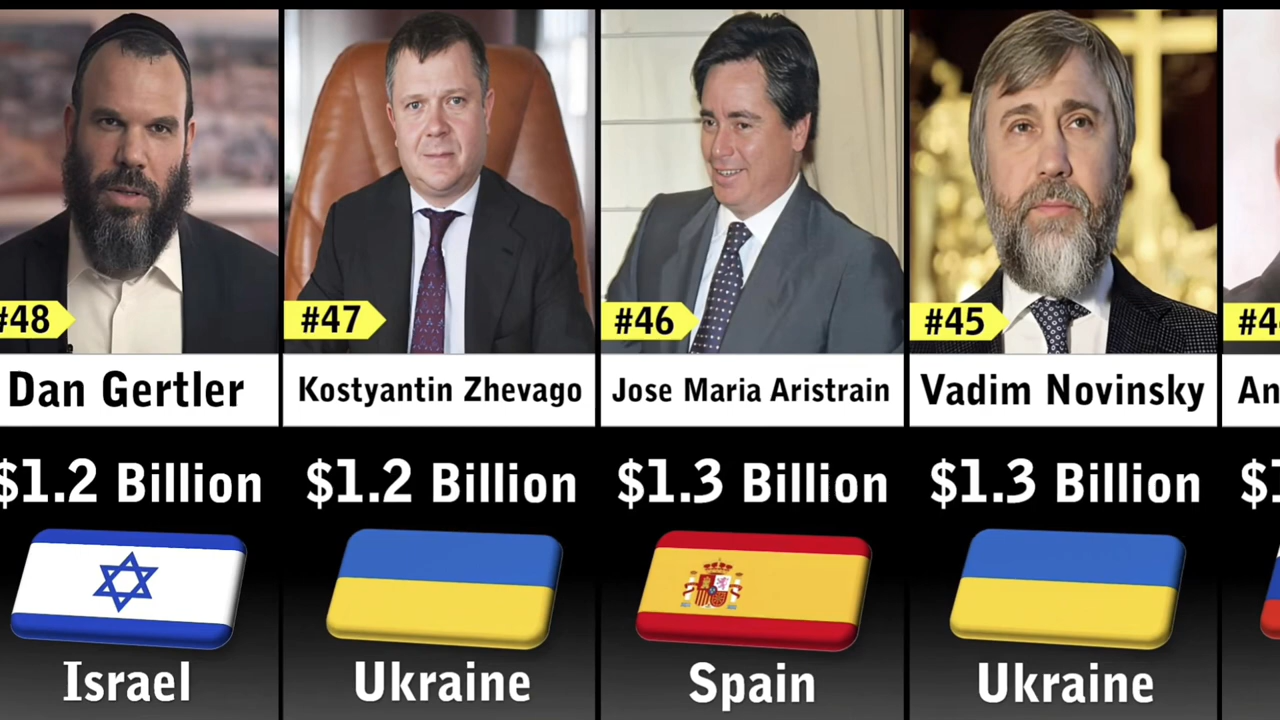 #48
Dan Gertler
$1.2 Billion
Israel
#47
Kostyantin Zhevago
$1.2 Billion
Ukraine
#46
Jose Maria Aristrain
$1.3 Billion
Spain
#45
Vadim Novinsky
$1.3 Billion
Ukraine